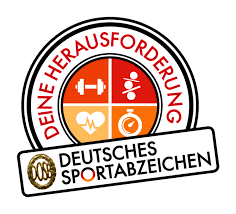 DEINE HERAUSFORDERUNG
DEUTSCHES
SPORTABZEICHEN